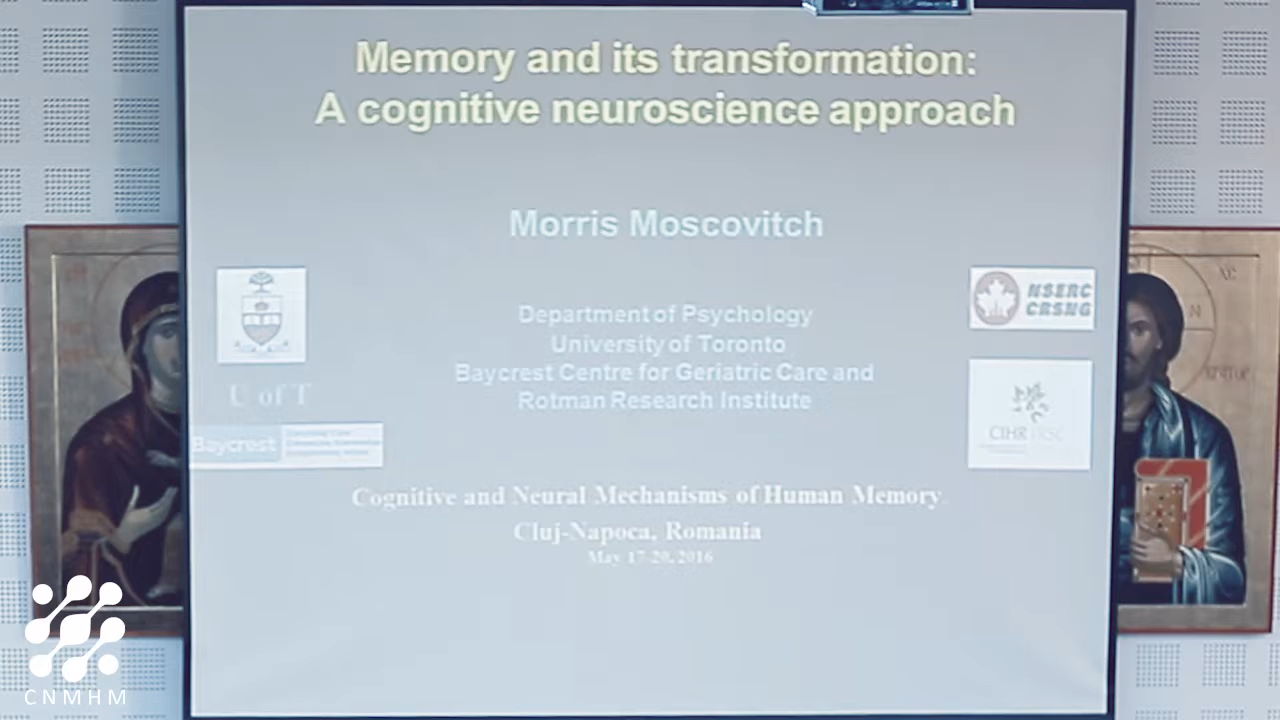 Memory and its transformation:
A cognitive neuroscience approach
Morris Moscovitch
Department of Psychology
University of Toronto
Baycrest Centre for Geriatric Care and
Rotman Research Institute
U of T
Baycrest
NSERC
CRSNG
CIHR IRSC
Cognitive and Neural Mechanisms of Human Memory
Cluj-Napoca, Romania
May 17-20, 2016
CNMHM